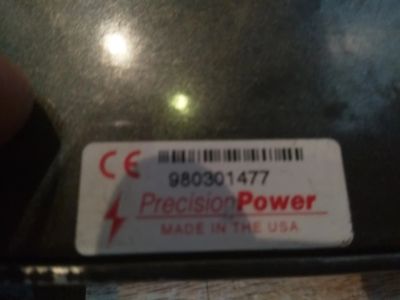 CE
980301477
PrecisionPower
MADE IN THE USA